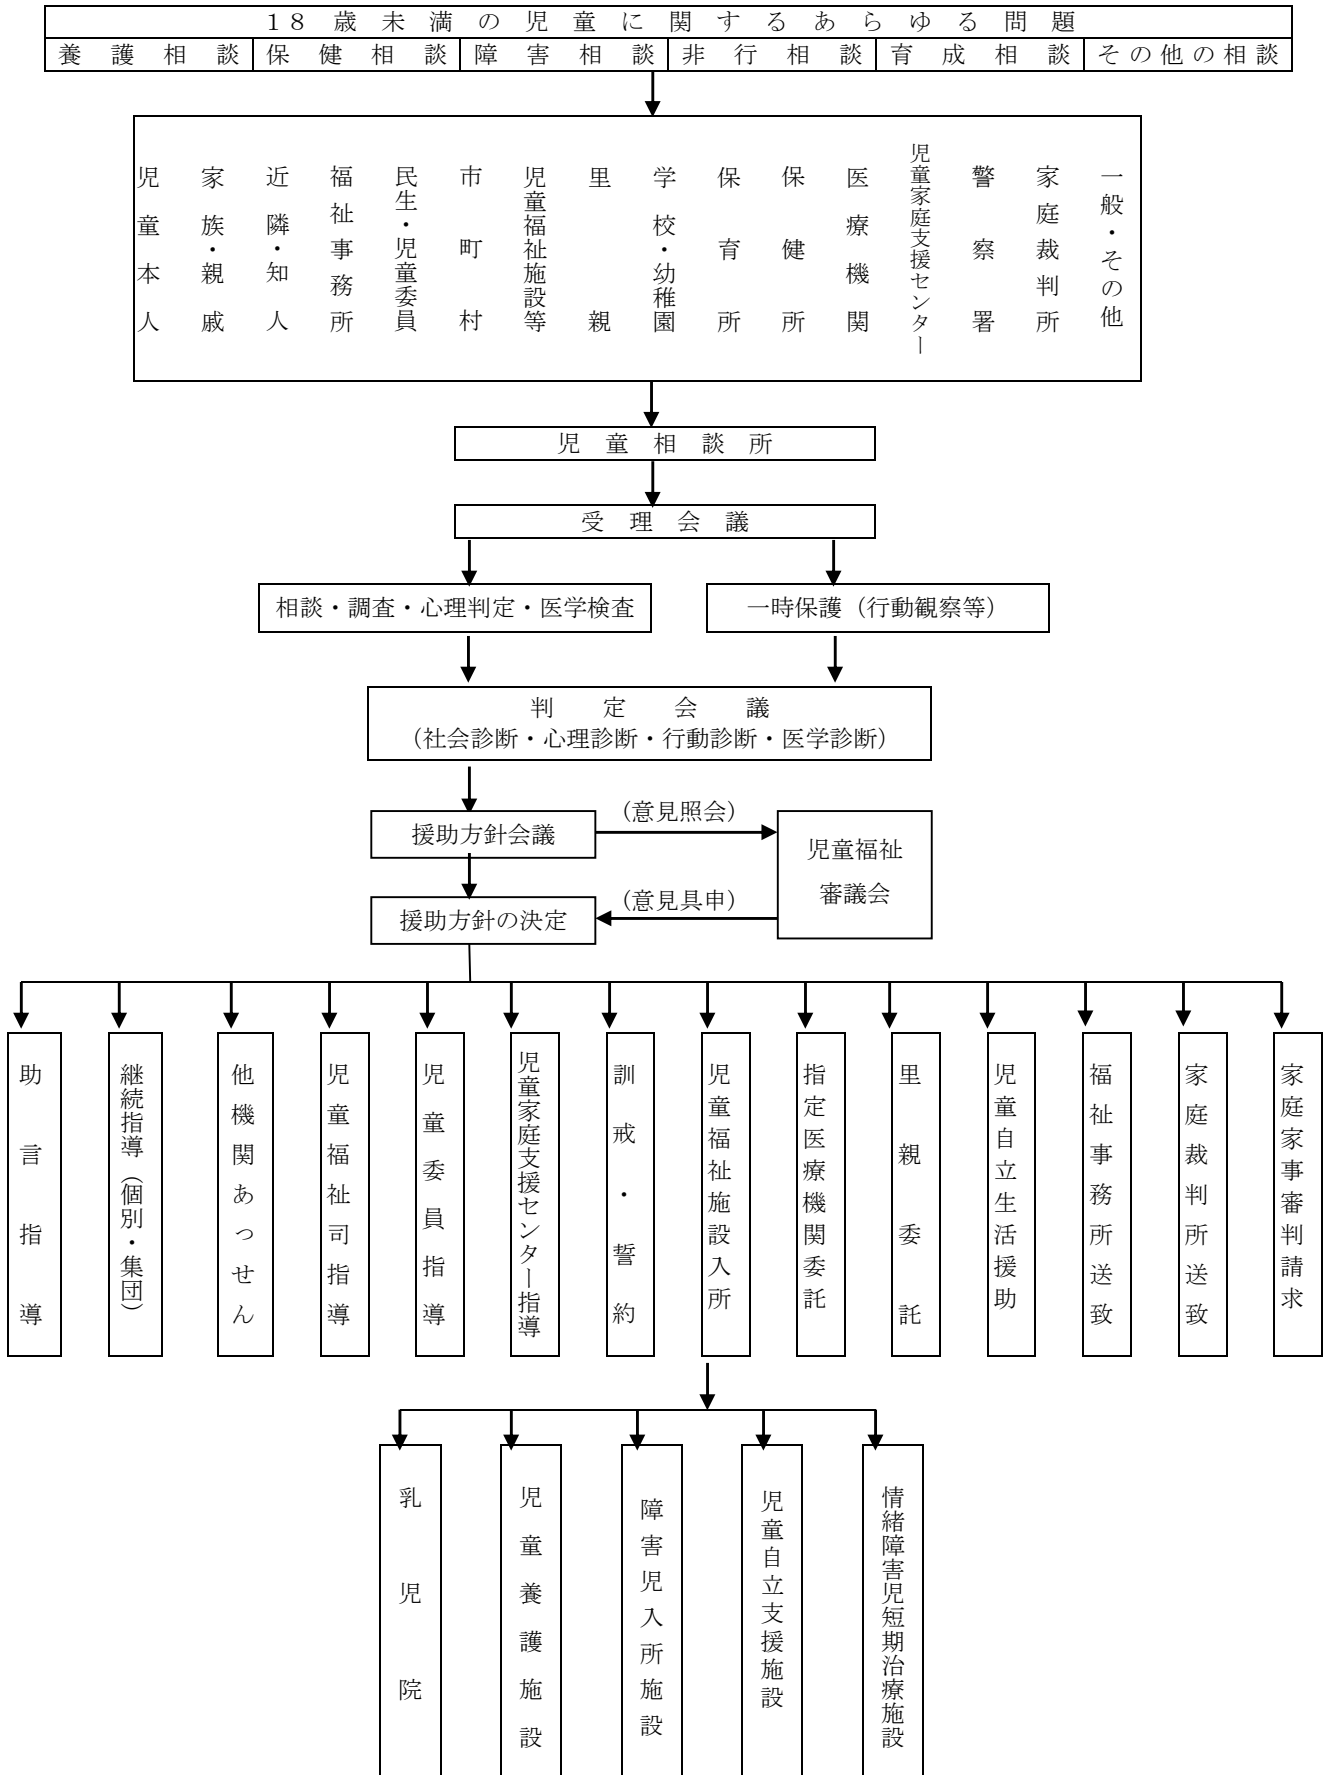 18歳未満の児童に関するあらゆる問題
養護相談
保健相談
障害相談
非行相談
育成相談
その他の相談
児童本人
家族・親戚
近隣・知人
福祉事務所
民生・児童委員
市町村
児童福祉施設等
里親
学校・幼稚園
保育所
保健所
医療機関
児童家庭支援センター
警察署
家庭裁判所
一般・その他
児童相談所
受理会議
相談・調査・心理判定・医学検査
一時保護（行動観察等）
判定会議
（社会診断・心理診断・行動診断・医学診断）
援助方針会議
（意見照会）
児童福祉
審議会
（意見具申）
援助方針の決定
助言指導
継続指導（個別・集団）
他機関あっせん
児童福祉司指導
児童委員指導
児童家庭支援センター指導
訓戒・誓約
児童福祉施設入所
指定医療機関委託
里親委託
児童自立生活援助
福祉事務所送致
家庭裁判所送致
家庭家事審判請求
乳児院
児童養護施設
障害児入所施設
児童自立支援施設
情緒障害児短期治療施設